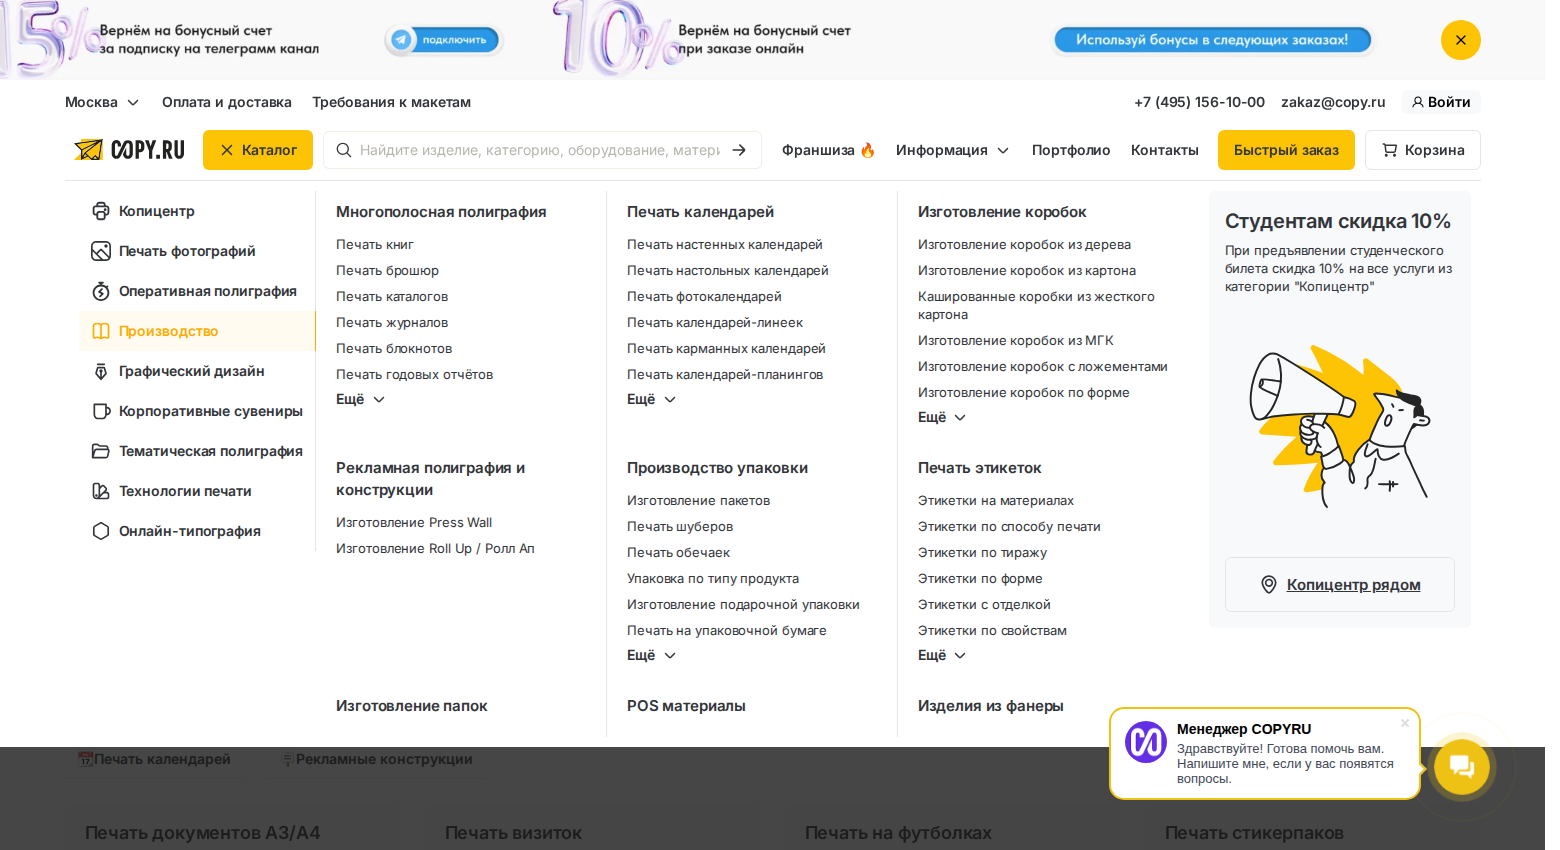 15%
Вернём на бонусный счет
за подписку на телеграмм канал
подключить
10%
Вернём на бонусный счет
при заказе онлайн
Используй бонусы в следующих заказах!
Москва
Оплата и доставка
Требования к макетам
+7 (495) 156-10-00
zakaz@copy.ru
Войти
COPY.RU
Каталог
Найдите изделие, категорию, оборудование, матери
Франшиза 🔥
Информация
Портфолио
Контакты
Быстрый заказ
Корзина
Копицентр
Печать фотографий
Оперативная полиграфия
Производство
Графический дизайн
Корпоративные сувениры
Тематическая полиграфия
Технологии печати
Онлайн-типография
Многополосная полиграфия
Печать книг
Печать брошюр
Печать каталогов
Печать журналов
Печать блокнотов
Печать годовых отчётов
Ещё
Печать календарей
Печать настенных календарей
Печать настольных календарей
Печать фотокалендарей
Печать календарей-линеек
Печать карманных календарей
Печать календарей-планингов
Ещё
Изготовление коробок
Изготовление коробок из дерева
Изготовление коробок из картона
Кашированные коробки из жесткого
картона
Изготовление коробок из МГК
Изготовление коробок с ложементами
Изготовление коробок по форме
Ещё
Рекламная полиграфия и
конструкции
Изготовление Press Wall
Изготовление Roll Up / Ролл Ап
Производство упаковки
Изготовление пакетов
Печать шуберов
Печать обечаек
Упаковка по типу продукта
Изготовление подарочной упаковки
Печать на упаковочной бумаге
Ещё
Печать этикеток
Этикетки на материалах
Этикетки по способу печати
Этикетки по тиражу
Этикетки по форме
Этикетки с отделкой
Этикетки по свойствам
Ещё
Изготовление папок
POS материалы
Изделия из фанеры
Студентам скидка 10%
При предъявлении студенческого
билета скидка 10% на все услуги из
категории "Копицентр"
Копицентр рядом
Менеджер COPYRU
Здравствуйте! Готова помочь вам.
Напишите мне, если у вас появятся
вопросы.
Печать календарей
Рекламные конструкции
Печать документов А3/А4
Печать визиток
Печать на футболках
Печать стикерпаков